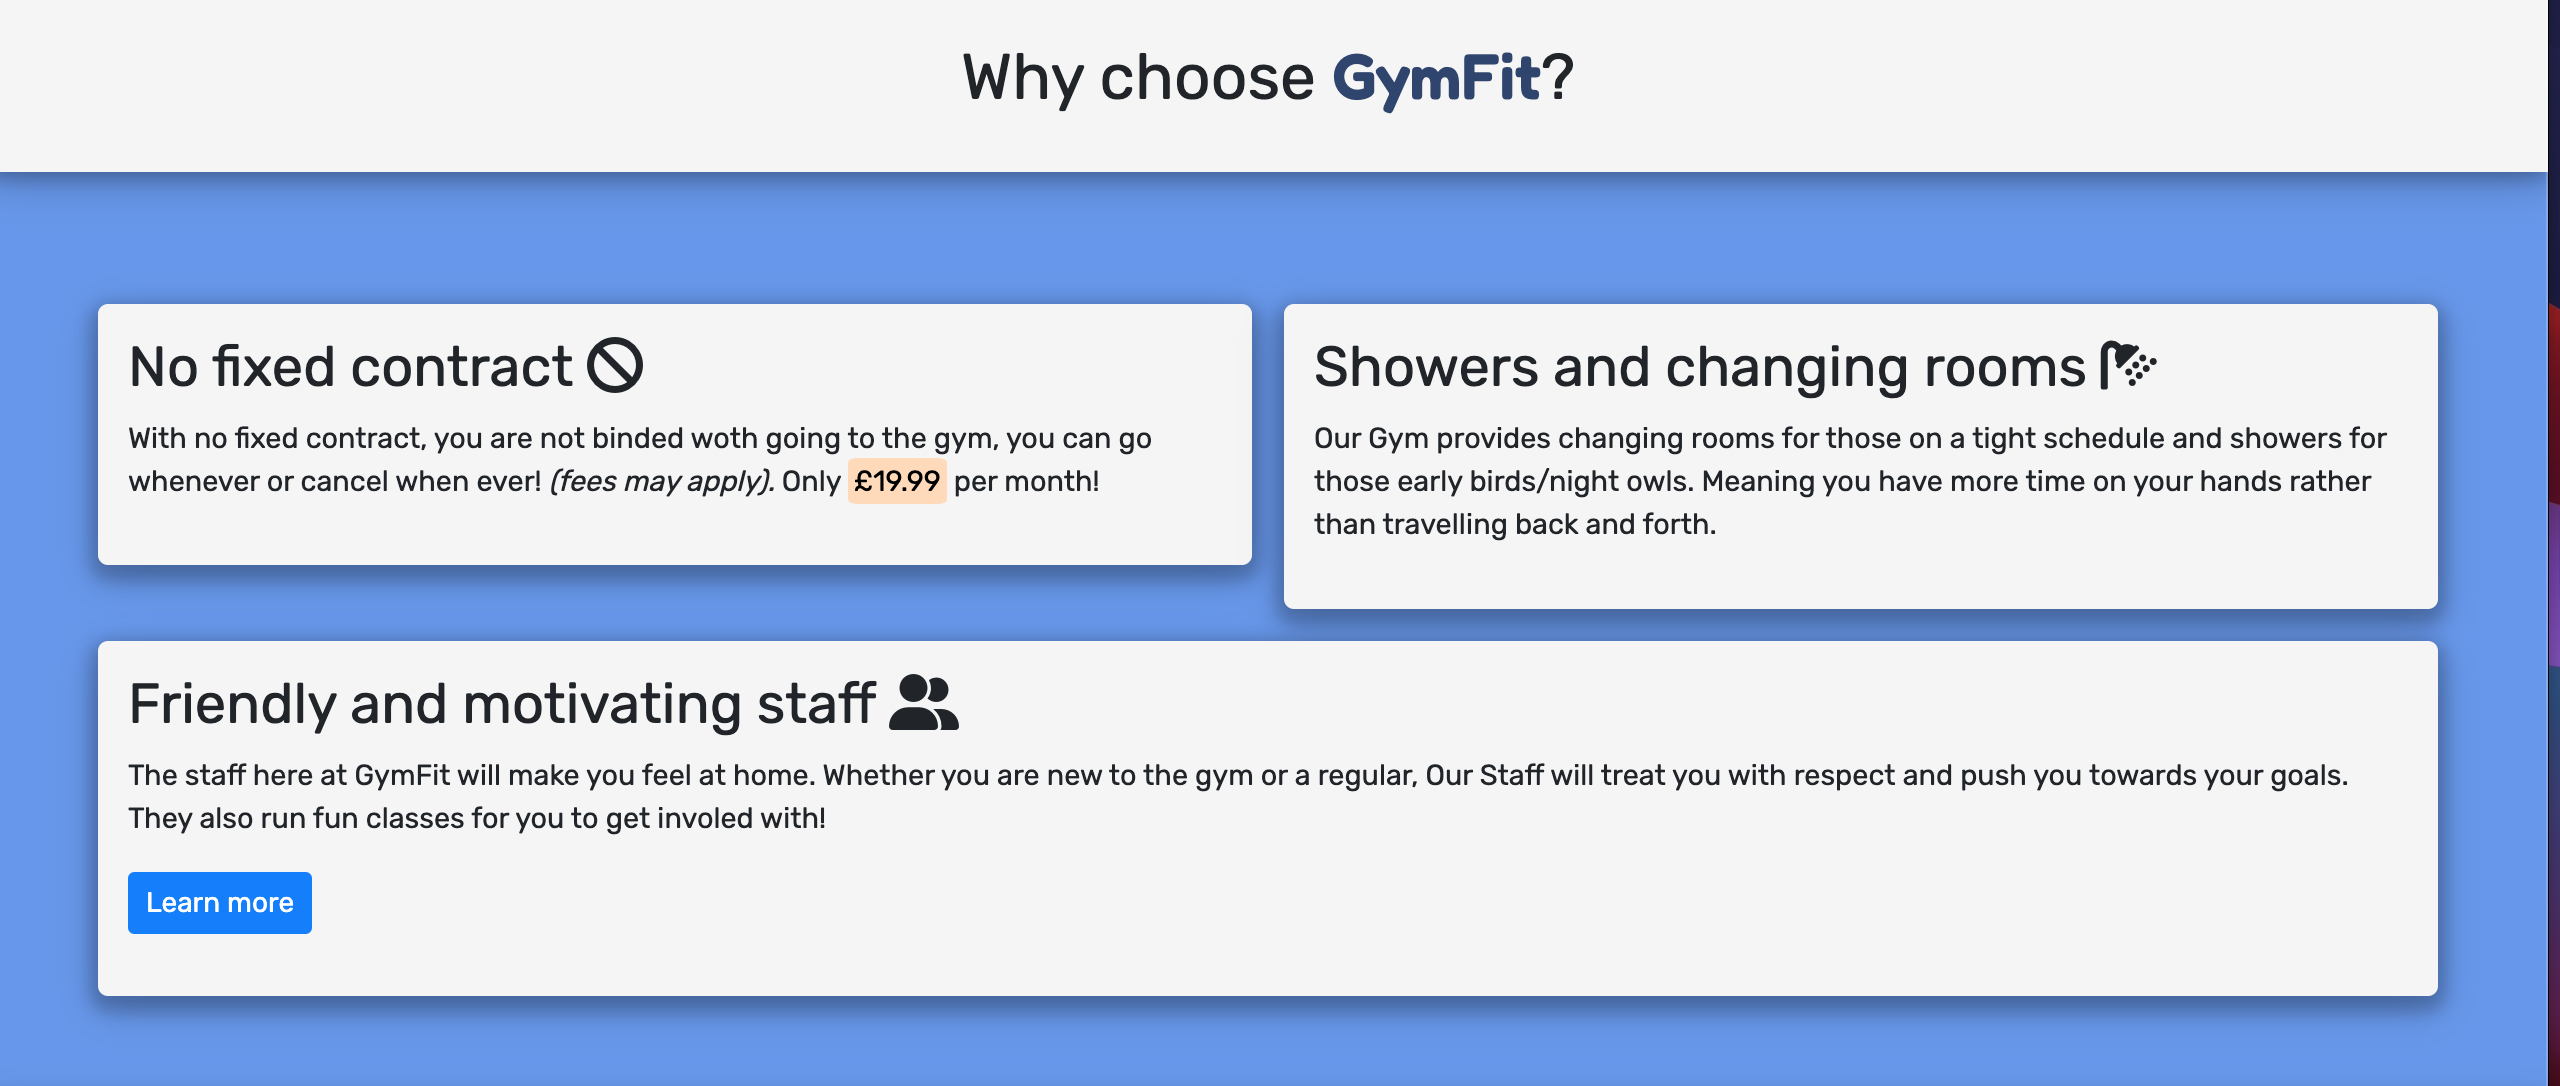 Why choose GymFit?
No fixed contract
With no fixed contract, you are not binded woth going to the gym, you can go
whenever or cancel when ever! (fees may apply). Only £19.99 per month!
Showers and changing rooms
Our Gym provides changing rooms for those on a tight schedule and showers for
those early birds/night owls. Meaning you have more time on your hands rather
than travelling back and forth.
Friendly and motivating staff
The staff here at GymFit will make you feel at home. Whether you are new to the gym or a regular, Our Staff will treat you with respect and push you towards your goals.
They also run fun classes for you to get involed with!
Learn more